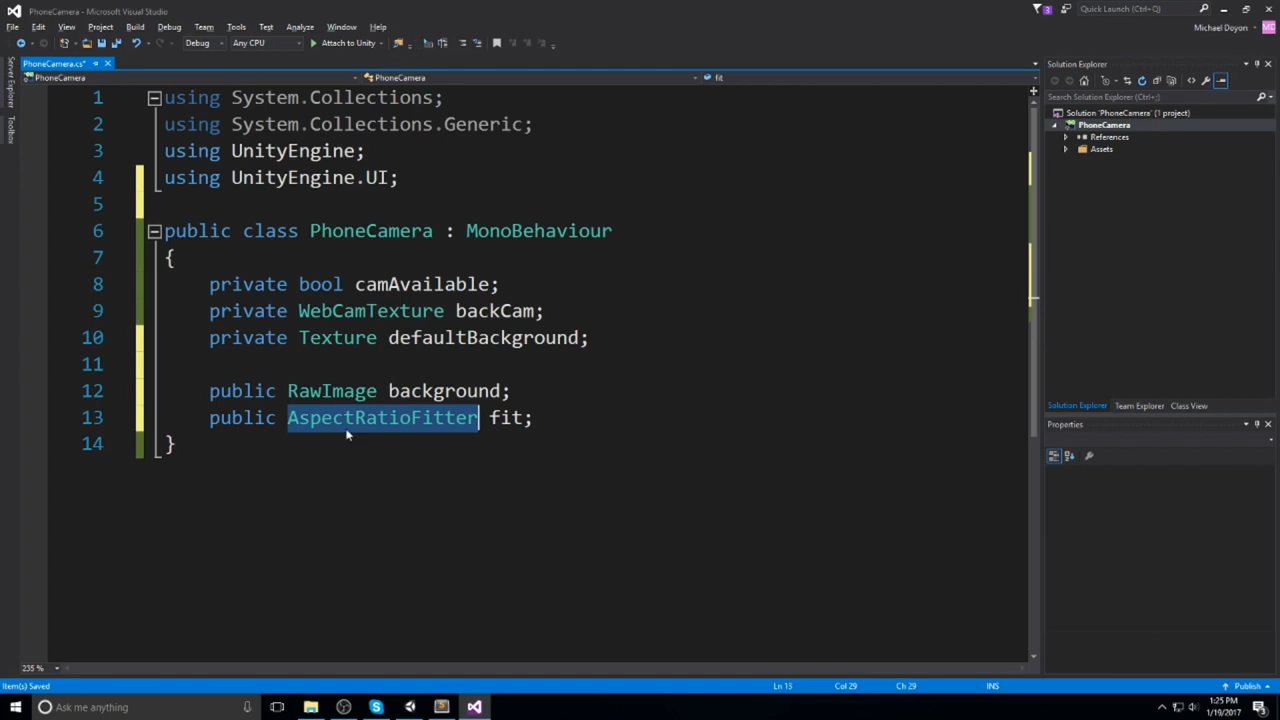 PhoneCamera - Microsoft Visual Studio
3
Quick Launch (Ctrl+Q)
File Edit View Project Build Debug Team Tools Test Analyze Window Help
Michael Doyon
MD
Debug Any CPU Attach to Unity
Server Explorer
Toolbox
PhoneCamera.cs*
PhoneCamera PhoneCamera fit
1 using System.Collections;
2 using System.Collections.Generic;
3 using UnityEngine;
4 using UnityEngine.UI;
5
6 public class PhoneCamera : MonoBehaviour
7 {
8 private bool camAvailable;
9 private WebCamTexture backCam;
10 private Texture defaultBackground;
11
12 public RawImage background;
13 public AspectRatioFitter fit;
14 }
Solution Explorer
Search Solution Explorer (Ctrl+;)
Solution 'PhoneCamera' (1 project)
PhoneCamera
References
Assets
Solution Explorer Team Explorer Class View
Properties
235 %
Item(s) Saved Ln 13 Col 29 Ch 29 INS Publish
Ask me anything
1:25 PM
1/19/2017
3